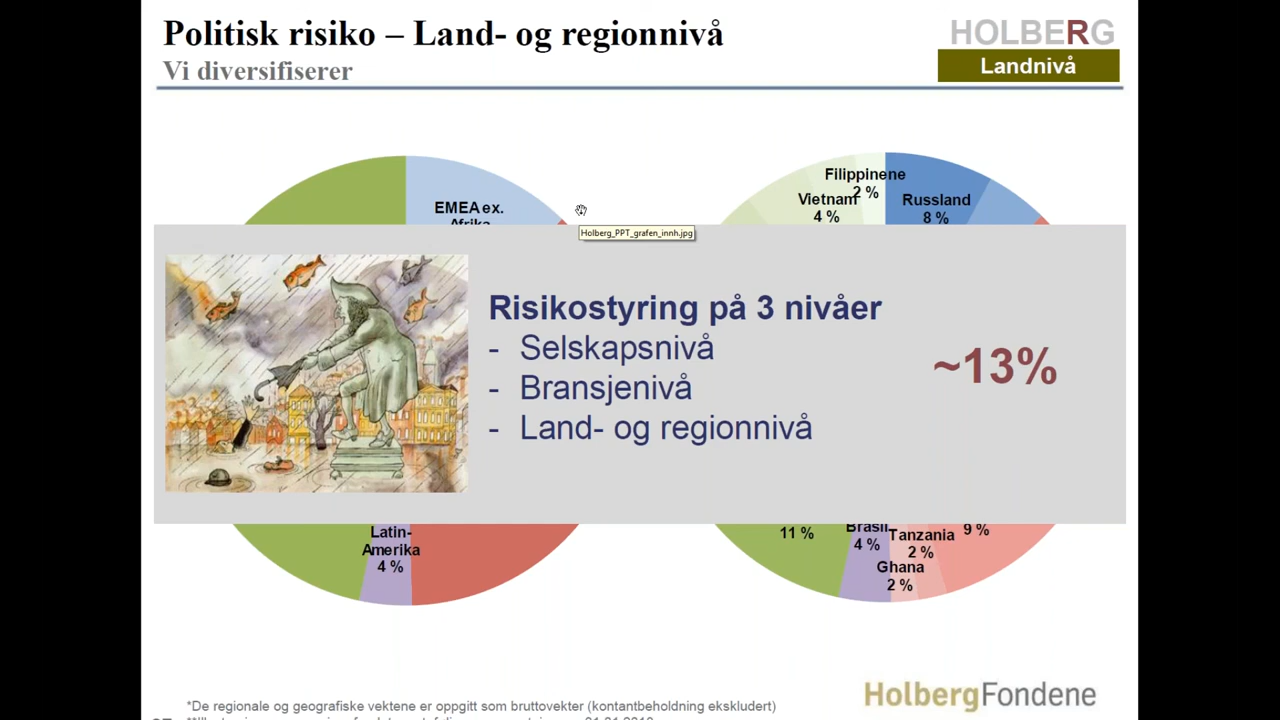 Politisk risiko – Land- og regionnivå
Vi diversifiserer
HOLBERG
Landnivå
EMEA ex.
Afrika
Filippinene
2 %
Vietnam
4 %
Russland
8 %
Holberg_PPT_grafen_innh.jpg
Risikostyring på 3 nivåer
- Selskapsnivå
- Bransjenivå
- Land- og regionnivå
~13%
Latin-
Amerika
4 %
11 %
Brasil
4 %
Tanzania
2 %
9 %
Ghana
2 %
HolbergFondene
*De regionale og geografiske vektene er oppgitt som bruttovekter (kontantbeholdning ekskludert)